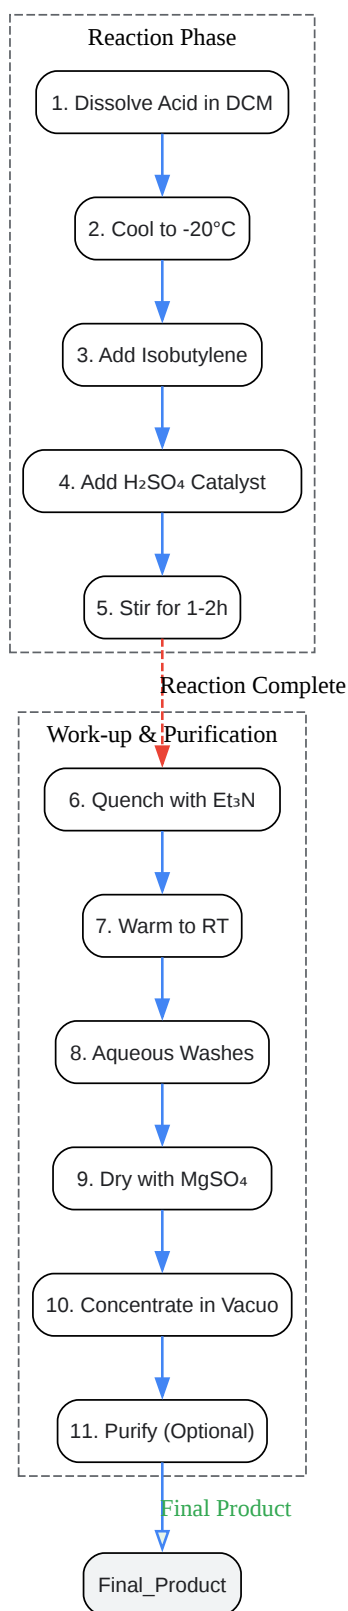 Reaction Phase
1. Dissolve Acid in DCM
2. Cool to -20°C
3. Add Isobutylene
4. Add H₂SO₄ Catalyst
5. Stir for 1-2h
Reaction Complete
Work-up & Purification
6. Quench with Et₃N
7. Warm to RT
8. Aqueous Washes
9. Dry with MgSO₄
10. Concentrate in Vacuo
11. Purify (Optional)
Final Product
Final_Product